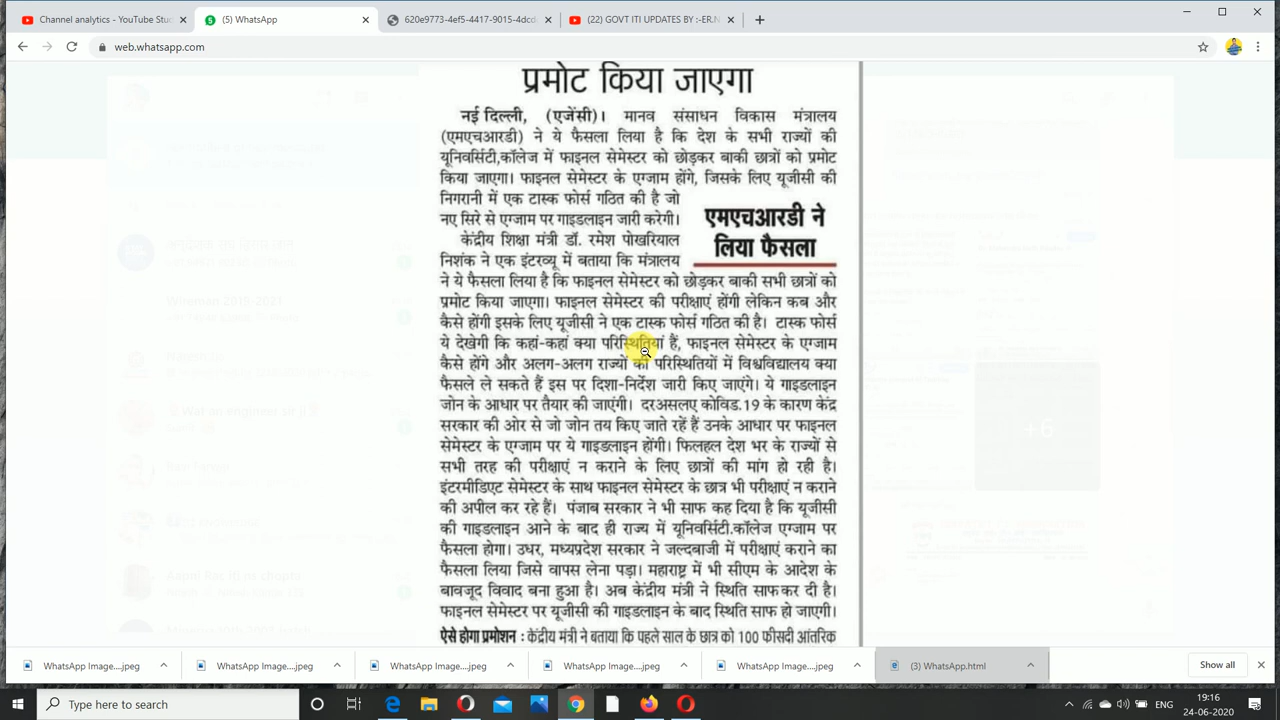 Channel analytics - YouTube Stu
(5) WhatsApp
620e9773-4ef5-4417-9015-4dcd
(22) GOVT ITI UPDATES BY :-ER.N
web.whatsapp.com
प्रमोट किया जाएगा
नई दिल्ली, (एजेंसी)। मानव संसाधन विकास मंत्रालय
(एमएचआरडी) ने ये फैसला लिया है कि देश के सभी राज्यों की
यूनिवर्सिटी,कॉलेज में फाइनल सेमेस्टर को छोड़कर बाकी छात्रों को प्रमोट
किया जाएगा। फाइनल सेमेस्टर के एग्जाम होंगे, जिसके लिए यूजीसी की
निगरानी में एक टास्क फोर्स गठित की है जो
नए सिरे से एग्जाम पर गाइडलाइन जारी करेगी।
एमएचआरडी ने
लिया फैसला
केंद्रीय शिक्षा मंत्री डॉ. रमेश पोखरियाल
निशंक ने एक इंटरव्यू में बताया कि मंत्रालय
ने ये फैसला लिया है कि फाइनल सेमेस्टर को छोड़कर बाकी सभी छात्रों को
प्रमोट किया जाएगा। फाइनल सेमेस्टर की परीक्षाएं होंगी लेकिन कब और
कैसे होंगी इसके लिए यूजीसी ने एक टास्क फोर्स गठित की है। टास्क फोर्स
ये देखेगी कि कहां-कहां क्या परिस्थितियां हैं, फाइनल सेमेस्टर के एग्जाम
कैसे होंगे और अलग-अलग राज्यों की परिस्थितियों में विश्वविद्यालय क्या
फैसले ले सकते हैं इस पर दिशा-निर्देश जारी किए जाएंगे। ये गाइडलाइन
जोन के आधार पर तैयार की जाएंगी। दरअसलए कोविड.19 के कारण केंद्र
सरकार की ओर से जो जोन तय किए जाते रहें हैं उनके आधार पर फाइनल
सेमेस्टर के एग्जाम पर ये गाइडलाइन होंगी। फिलहल देश भर के राज्यों से
सभी तरह की परीक्षाएं न कराने के लिए छात्रों की मांग हो रही है।
इंटरमीडिएट सेमेस्टर के साथ फाइनल सेमेस्टर के छात्र भी परीक्षाएं न कराने
की अपील कर रहे हैं। पंजाब सरकार ने भी साफ कह दिया है कि यूजीसी
की गाइडलाइन आने के बाद ही राज्य में यूनिवर्सिटी.कॉलेज एग्जाम पर
फैसला होगा। उधर, मध्यप्रदेश सरकार ने जल्दबाजी में परीक्षाएं कराने का
फैसला लिया जिसे वापस लेना पड़ा। महाराष्ट्र में भी सीएम के आदेश के
बावजूद विवाद बना हुआ है। अब केंद्रीय मंत्री ने स्थिति साफ कर दी है।
फाइनल सेमेस्टर पर यूजीसी की गाइडलाइन के बाद स्थिति साफ हो जाएगी।
ऐसे होगा प्रमोशन : केंद्रीय मंत्री ने बताया कि पहले साल के छात्र को 100 फीसदी आंतरिक
+6
WhatsApp Image....jpeg
WhatsApp Image....jpeg
WhatsApp Image....jpeg
WhatsApp Image....jpeg
WhatsApp Image....jpeg
(3) WhatsApp.html
Show all
Type here to search
ENG
19:16
24-06-2020